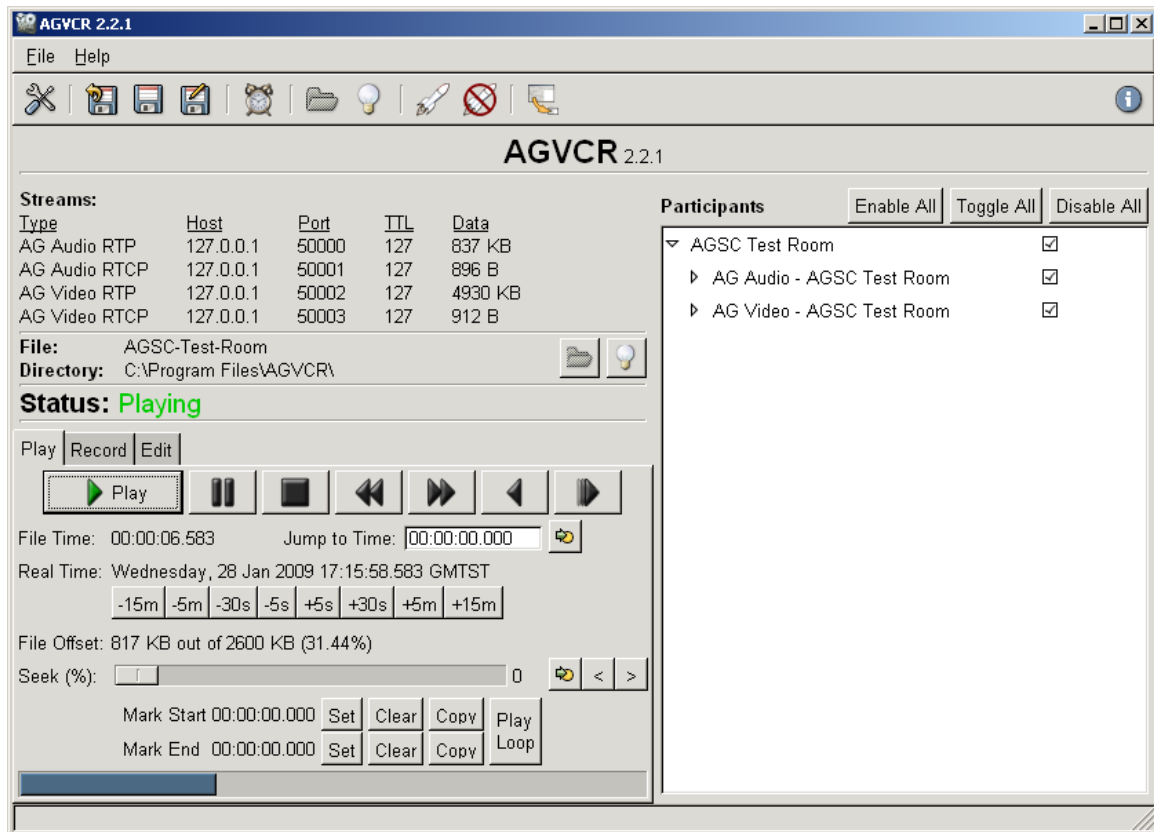 AGVCR 2.2.1
File Help
AGVCR 2.2.1
Streams:
Type Host Port TTL Data
AG Audio RTP 127.0.0.1 50000 127 837 KB
AG Audio RTCP 127.0.0.1 50001 127 896 B
AG Video RTP 127.0.0.1 50002 127 4930 KB
AG Video RTCP 127.0.0.1 50003 127 912 B
File: AGSC-Test-Room
Directory: C:\Program Files\AGVCR\
Status: Playing
Play Record Edit
Play
File Time: 00:00:06.583 Jump to Time: 00:00:00.000
Real Time: Wednesday, 28 Jan 2009 17:15:58.583 GMTST
-15m -5m -30s -5s +5s +30s +5m +15m
File Offset: 817 KB out of 2600 KB (31.44%)
Seek (%): 0 < >
Mark Start 00:00:00.000 Set Clear Copy Play Loop
Mark End 00:00:00.000 Set Clear Copy
Participants Enable All Toggle All Disable All
AGSC Test Room
AG Audio - AGSC Test Room
AG Video - AGSC Test Room